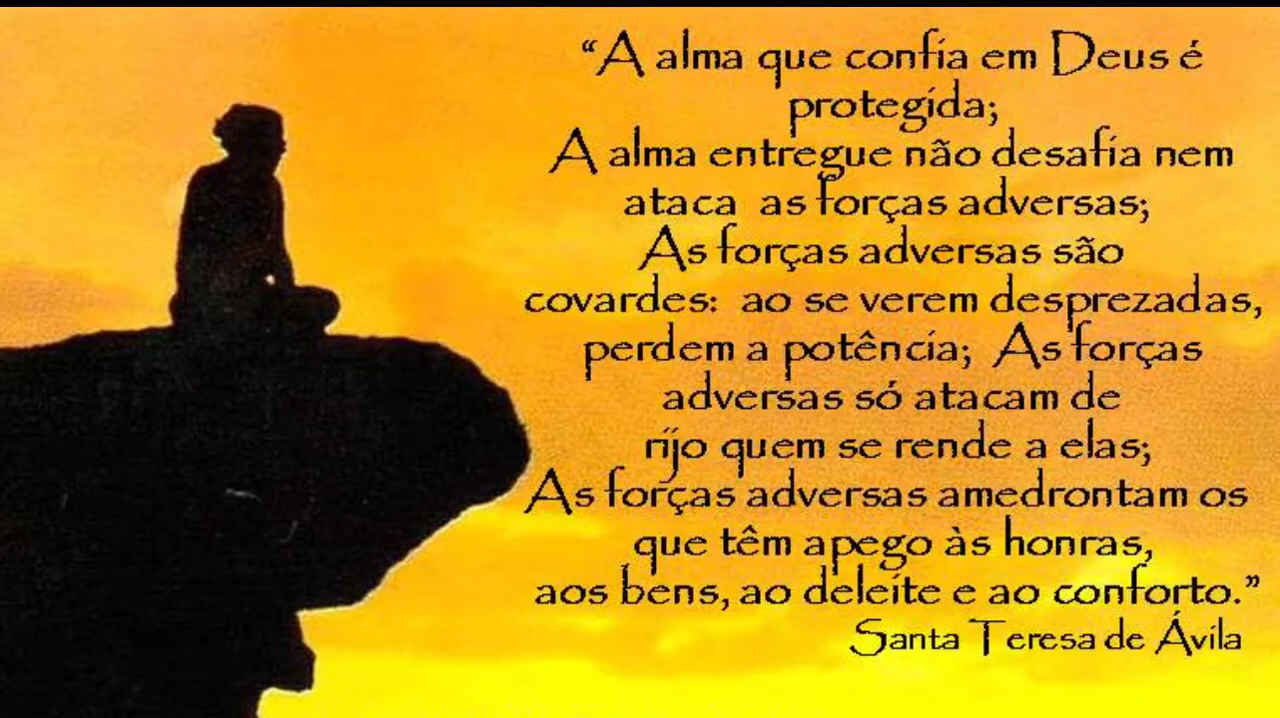 “A alma que confia em Deus é
protegida;
A alma entregue não desafia nem
ataca as forças adversas;
As forças adversas são
covardes: ao se verem desprezadas,
perdem a potência; As forças
adversas só atacam de
rijo quem se rende a elas;
As forças adversas amedrontam os
que têm apego às honras,
aos bens, ao deleite e ao conforto.”
Santa Teresa de Ávila